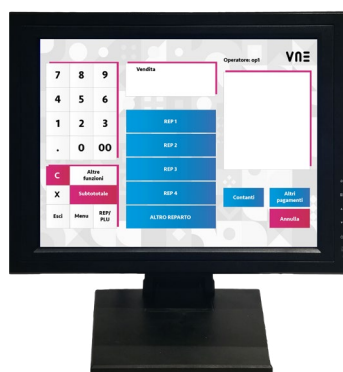 Operatore: op1
VNE
Vendita
7 8 9
4 5 6
1 2 3
. 0 00
C
Altre
funzioni
X
Subtotale
Esci
Menu
REP/
PLU
REP 1
REP 2
REP 3
REP 4
ALTRO REPARTO
Contanti
Altri
pagamenti
Annulla